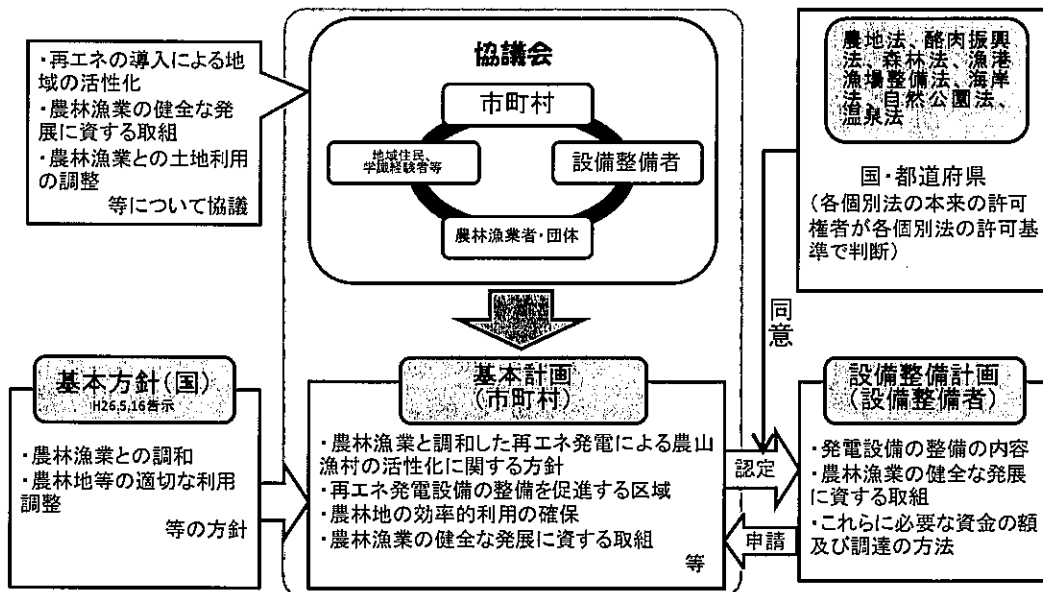 ・再エネの導入による地
域の活性化
・農林漁業の健全な発
展に資する取組
・農林漁業との土地利用
の調整
等について協議
協議会
市町村
地域住民、
学識経験者等
設備整備者
農林漁業者・団体
農地法、酪肉振興
法、森林法、漁港
漁場整備法、海岸
法、自然公園法、
温泉法
国・都道府県
(各個別法の本来の許可
権者が各個別法の許可基
準で判断)
同意
基本方針(国)
H26.5.16告示
・農林漁業との調和
・農林地等の適切な利用
調整
等の方針
基本計画
(市町村)
・農林漁業と調和した再エネ発電による農山
漁村の活性化に関する方針
・再エネ発電設備の整備を促進する区域
・農林地の効率的利用の確保
・農林漁業の健全な発展に資する取組
等
認定
申請
設備整備計画
(設備整備者)
・発電設備の整備の内容
・農林漁業の健全な発展
に資する取組
・これらに必要な資金の額
及び調達の方法